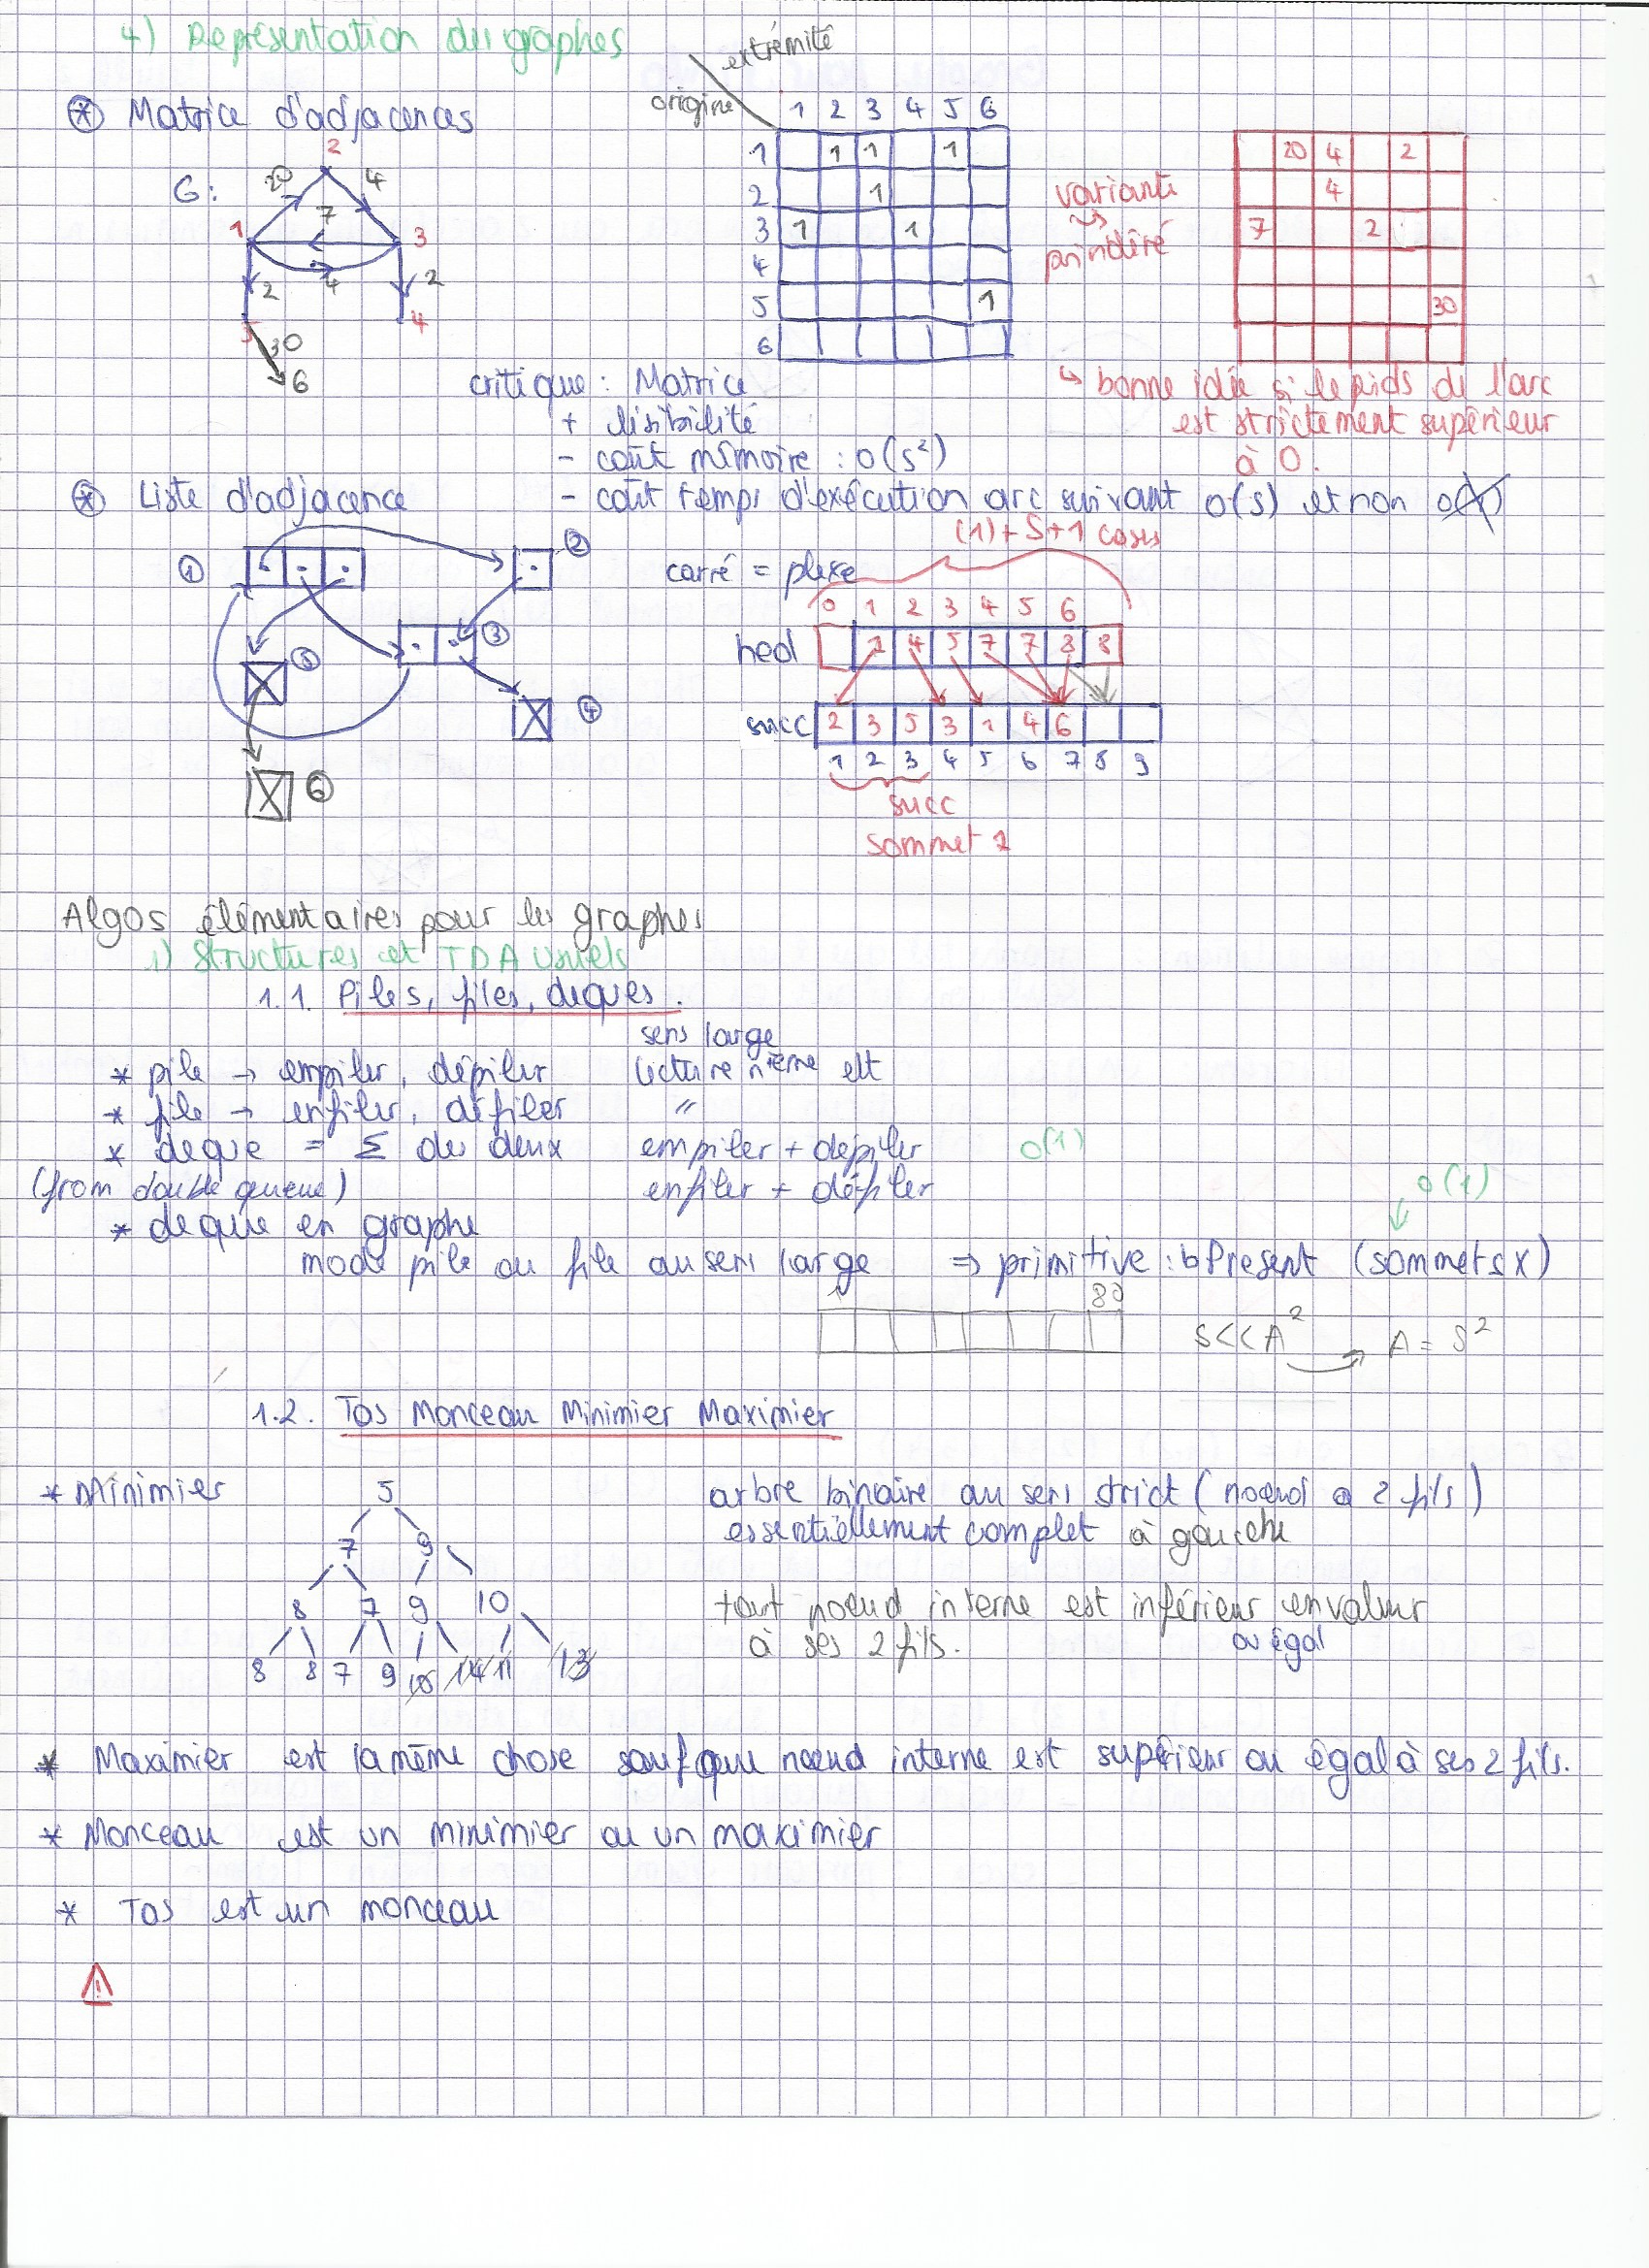 4) Représentation des graphes
extrémité
origine
* Matrice d'adjacences
G:
1 2 3 4 5 6
20 4 7 4 2 2 30
1 2 3 4 5 6
1 1 1 1
2 1
3 1 1
4
5 1
6
variante
pondéré
20 4 2
4
7 2
30
critique : Matrice
+ lisibilité
- coût mémoire : o(s²)
- coût temps d'exécution arc suivant o(s) et non
↳ bonne idée si le poids de l'arc
est strictement supérieur
à 0.
* Liste d'adjacence
1 2 3 4 5 6
carré = plexe
(1) + S + 1 cases
0 1 2 3 4 5 6
hed 1 4 5 7 7 8 8
succ 2 3 5 3 1 4 6
1 2 3 4 5 6 7 8 9
succ
sommet 1
Algos élémentaires pour les graphes
1) Structures et TDA usuels
1.1. Piles, files, deques.
sens large
* pile → empiler, dépiler lecture nième elt
* file → enfiler, défiler "
* deque = Σ des deux empiler + dépiler o(1)
(from double queue) enfiler + défiler
o(1)
* deque en graphe
mode pile ou file au sens large ⇒ primitive : bPresent (sommets x)
S<<A² A = S²
1.2. Tas Monceau Minimier Maximier
* Minimier
5
7 9
8 7 9 10
8 8 7 9 10 14 11 13
arbre binaire au sens strict (noeud a 2 fils)
essentiellement complet à gauche
tout noeud interne est inférieur en valeur
ou égal
à ses 2 fils.
* Maximier est la même chose sauf que noeud interne est supérieur ou égal à ses 2 fils.
* Monceau est un minimier ou un maximier
* Tas est un monceau
!